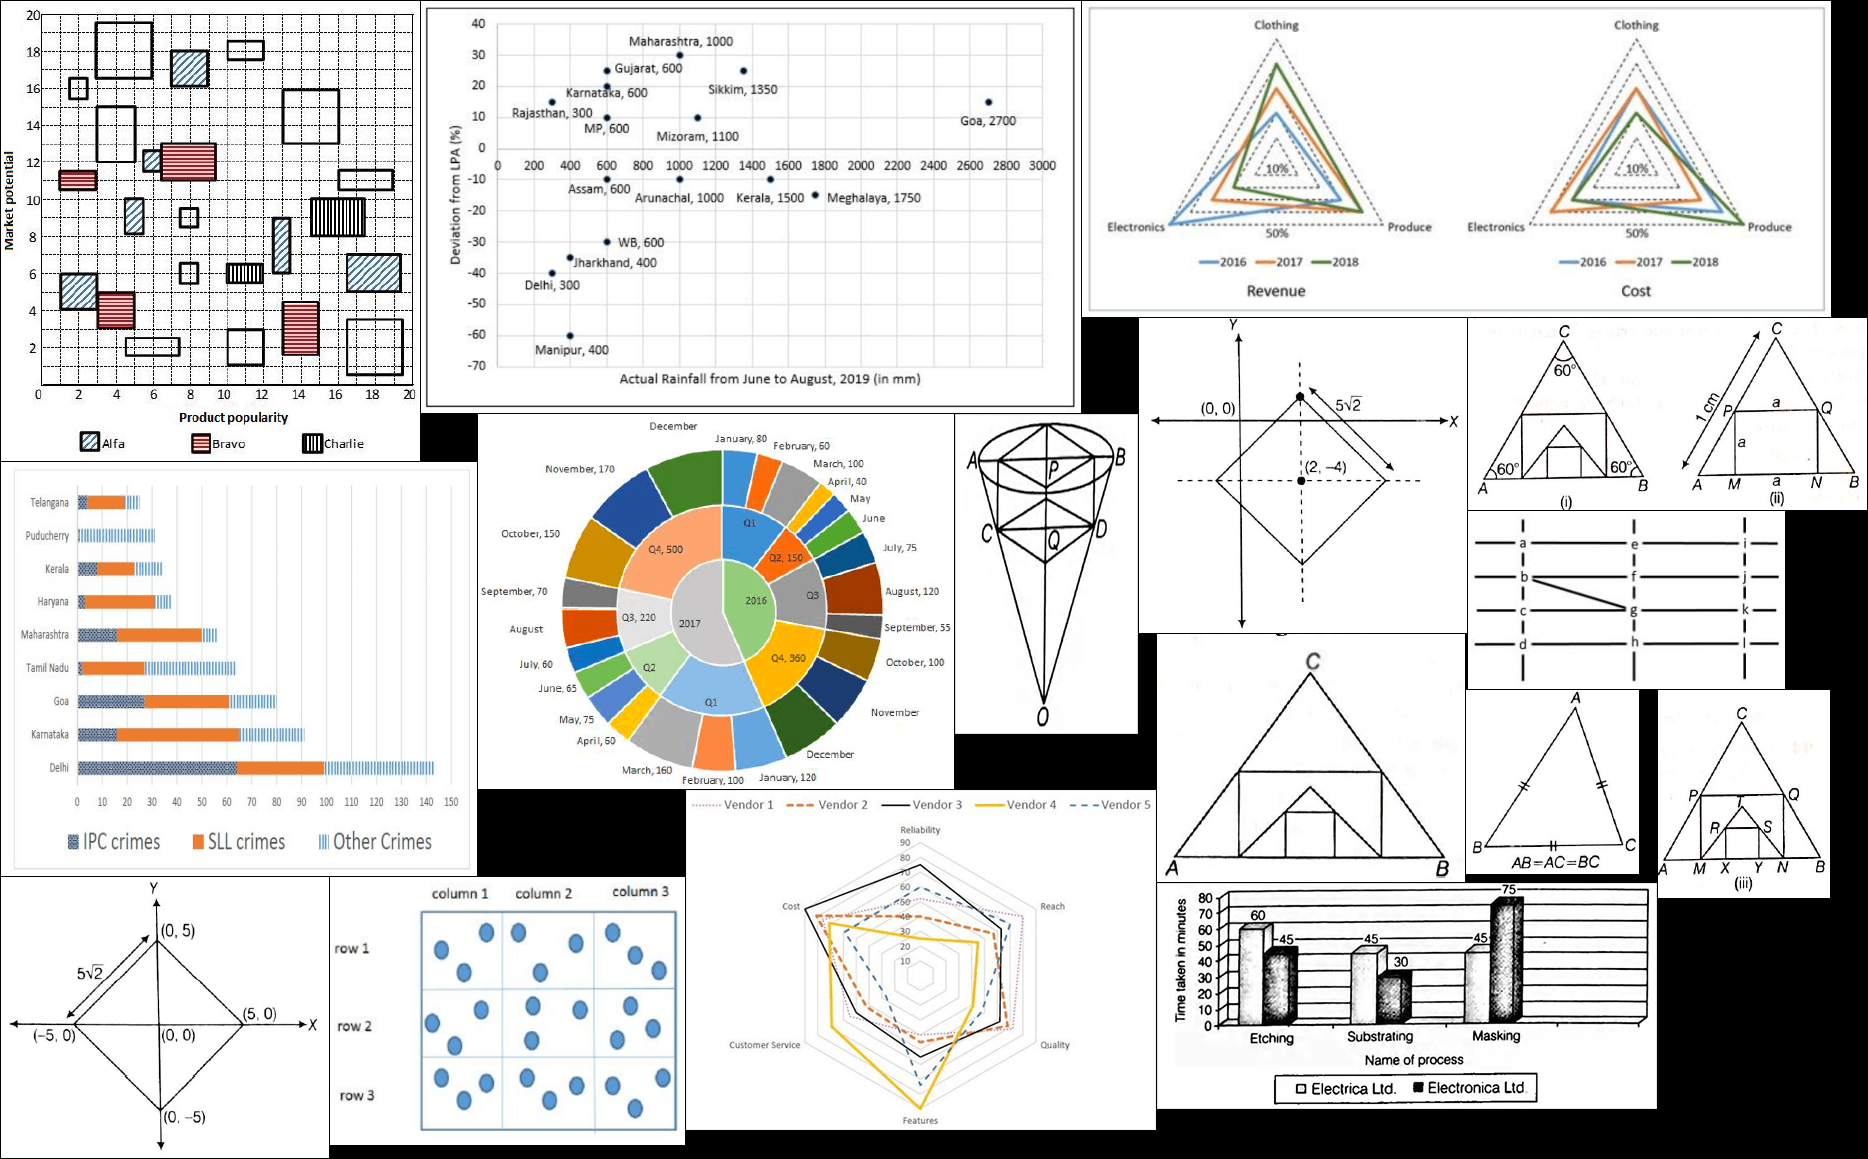 20
18
16
14
12
10
8
6
4
2
Market potential
0 2 4 6 8 10 12 14 16 18 20
Product popularity
Alfa Bravo Charlie
40
30
20
10
0
-10
-20
-30
-40
-50
-60
-70
Deviation from LPA (%)
Maharashtra, 1000
Gujarat, 600
Karnataka, 600
Sikkim, 1350
Rajasthan, 300
MP, 600
Mizoram, 1100
Goa, 2700
0 200 400 600 800 1000 1200 1400 1600 1800 2000 2200 2400 2600 2800 3000
Assam, 600
Arunachal, 1000
Kerala, 1500
Meghalaya, 1750
WB, 600
Jharkhand, 400
Delhi, 300
Manipur, 400
Actual Rainfall from June to August, 2019 (in mm)
Clothing
10%
Electronics
50%
Produce
2016 2017 2018
Revenue
Clothing
10%
Electronics
50%
Produce
2016 2017 2018
Cost
Y
(0, 0)
5√2
X
(2, –4)
C
60°
60°
60°
A B
(i)
C
1 cm
P a Q
a
A M a N B
(ii)
a e i
b f j
c g k
d h l
Telangana
Puducherry
Kerala
Haryana
Maharashtra
Tamil Nadu
Goa
Karnataka
Delhi
0 10 20 30 40 50 60 70 80 90 100 110 120 130 140 150
IPC crimes SLL crimes Other Crimes
December
January, 80
February, 60
March, 100
April, 40
May
June
July, 75
August, 120
September, 55
October, 100
November
December
January, 120
February, 100
March, 160
April, 60
May, 75
June, 65
July, 60
August
September, 70
October, 150
November, 170
Q1
Q2, 150
Q3
Q4, 360
Q1
Q2
Q3, 220
Q4, 500
2016
2017
A P B
C Q D
O
C
A B
A
B C
AB=AC=BC
C
P Q
T
R S
A M X Y N B
(iii)
Y
(0, 5)
5√2
(5, 0)
X
(–5, 0)
(0, 0)
(0, –5)
column 1 column 2 column 3
row 1
row 2
row 3
Vendor 1 Vendor 2 Vendor 3 Vendor 4 Vendor 5
Reliability
90
80
70
60
50
40
30
20
10
Cost
Reach
Customer Service
Quality
Features
80
70
60
50
40
30
20
10
0
Time taken in minutes
60
45
45
30
45
75
Etching Substrating Masking
Name of process
Electrica Ltd. Electronica Ltd.